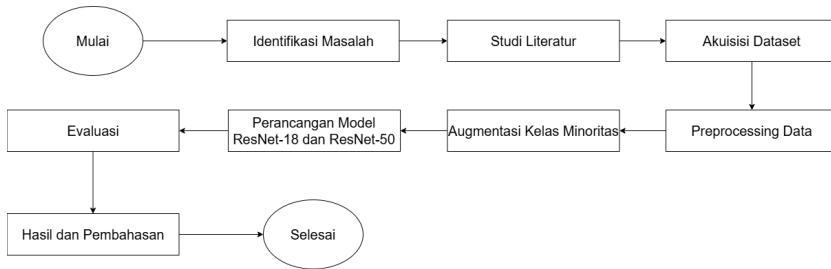 Mulai
Identifikasi Masalah
Studi Literatur
Akuisisi Dataset
Preprocessing Data
Augmentasi Kelas Minoritas
Perancangan Model
ResNet-18 dan ResNet-50
Evaluasi
Hasil dan Pembahasan
Selesai